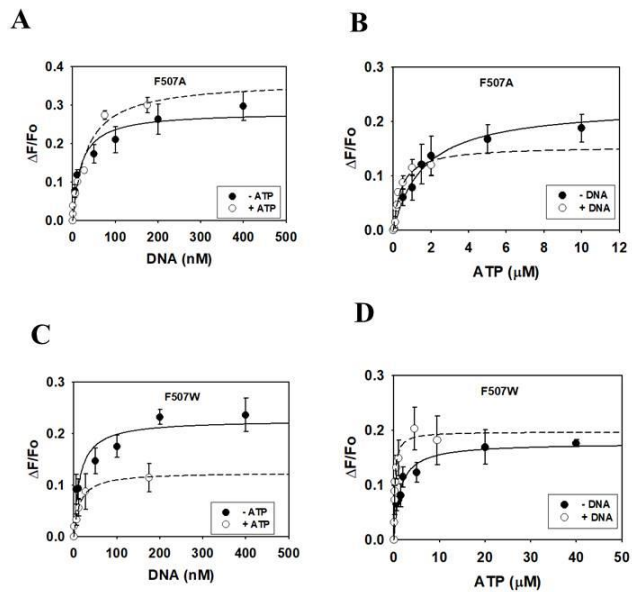 A
F507A
0.4
0.3
0.2
0.1
0.0
ΔF/Fo
- ATP
+ ATP
0 100 200 300 400 500
DNA (nM)
B
F507A
0.3
0.2
0.1
0.0
ΔF/Fo
- DNA
+ DNA
0 2 4 6 8 10 12
ATP (μM)
C
F507W
0.3
0.2
0.1
0.0
ΔF/Fo
- ATP
+ ATP
0 100 200 300 400 500
DNA (nM)
D
F507W
0.3
0.2
0.1
0.0
ΔF/Fo
- DNA
+ DNA
0 10 20 30 40 50
ATP (μM)